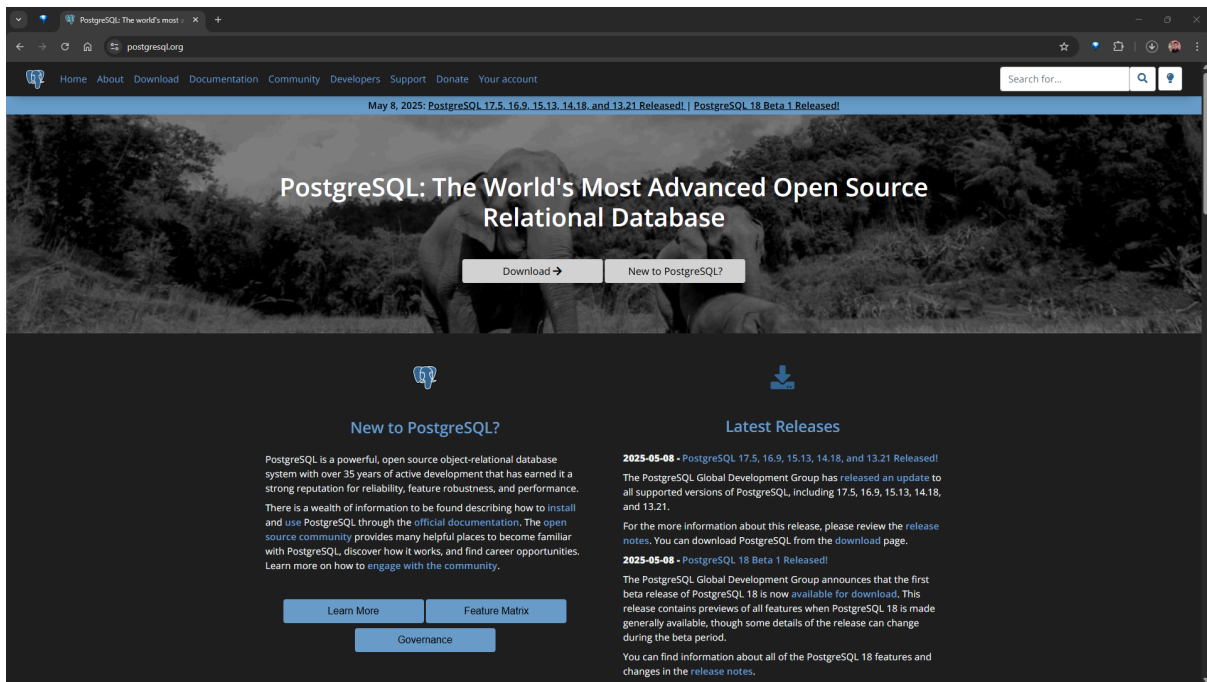 PostgreSQL: The world's most
postgresql.org
Home About Download Documentation Community Developers Support Donate Your account
Search for...
May 8, 2025: PostgreSQL 17.5, 16.9, 15.13, 14.18, and 13.21 Released! | PostgreSQL 18 Beta 1 Released!
PostgreSQL: The World's Most Advanced Open Source
Relational Database
Download →
New to PostgreSQL?
New to PostgreSQL?
PostgreSQL is a powerful, open source object-relational database
system with over 35 years of active development that has earned it a
strong reputation for reliability, feature robustness, and performance.
There is a wealth of information to be found describing how to install
and use PostgreSQL through the official documentation. The open
source community provides many helpful places to become familiar
with PostgreSQL, discover how it works, and find career opportunities.
Learn more on how to engage with the community.
Learn More
Feature Matrix
Governance
Latest Releases
2025-05-08 - PostgreSQL 17.5, 16.9, 15.13, 14.18, and 13.21 Released!
The PostgreSQL Global Development Group has released an update to
all supported versions of PostgreSQL, including 17.5, 16.9, 15.13, 14.18,
and 13.21.
For the more information about this release, please review the release
notes. You can download PostgreSQL from the download page.
2025-05-08 - PostgreSQL 18 Beta 1 Released!
The PostgreSQL Global Development Group announces that the first
beta release of PostgreSQL 18 is now available for download. This
release contains previews of all features when PostgreSQL 18 is made
generally available, though some details of the release can change
during the beta period.
You can find information about all of the PostgreSQL 18 features and
changes in the release notes.